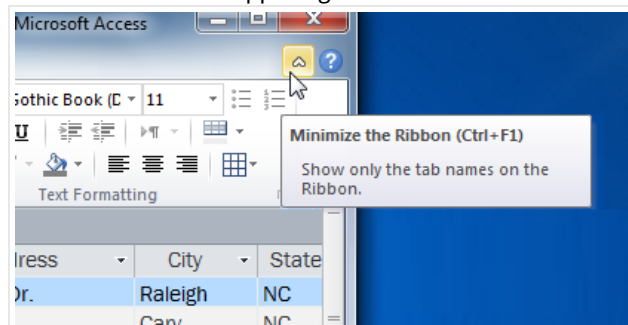 Microsoft Access
Gothic Book (D
11
U
Minimize the Ribbon (Ctrl+F1)
Show only the tab names on the
Ribbon.
Text Formatting
dress City State
Dr. Raleigh NC
Cary NC